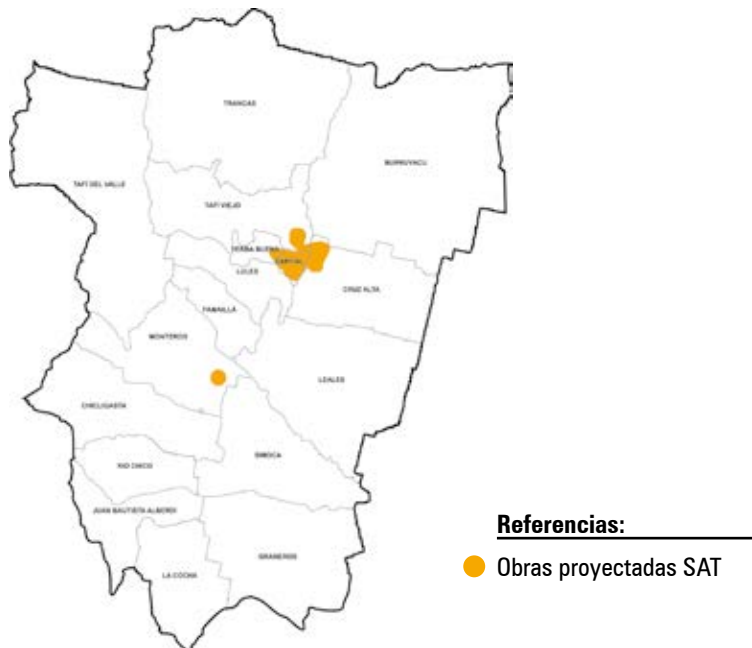 TRANCAS
BURRUYACU
TAFI DEL VALLE
TAFI VIEJO
YERBA BUENA
CAPITAL
LULES
CRUZ ALTA
FAMAILLÁ
MONTEROS
LEALES
CHICLIGASTA
SIMOCA
RIO CHICO
JUAN BAUTISTA ALBERDI
GRANEROS
LA COCHA
Referencias:
Obras proyectadas SAT